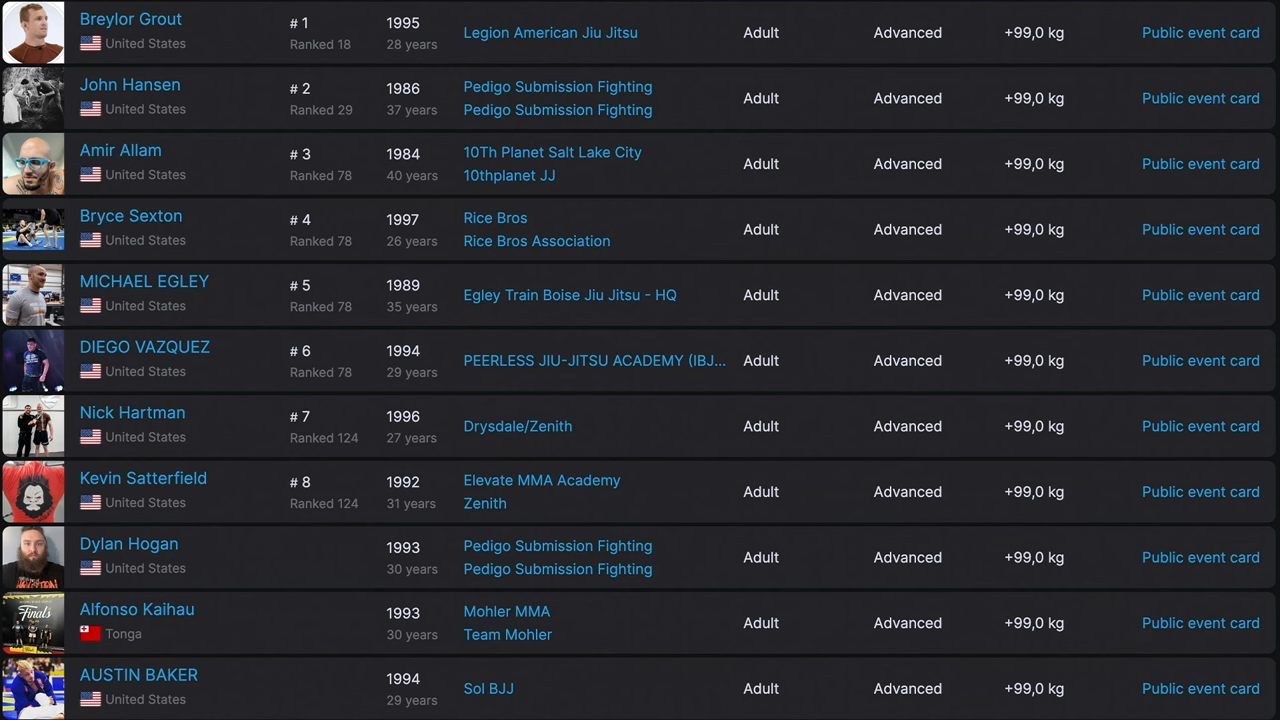 Breylor Grout
United States
# 1
Ranked 18
1995
28 years
Legion American Jiu Jitsu
Adult
Advanced
+99,0 kg
Public event card
John Hansen
United States
# 2
Ranked 29
1986
37 years
Pedigo Submission Fighting
Pedigo Submission Fighting
Adult
Advanced
+99,0 kg
Public event card
Amir Allam
United States
# 3
Ranked 78
1984
40 years
10Th Planet Salt Lake City
10thplanet JJ
Adult
Advanced
+99,0 kg
Public event card
Bryce Sexton
United States
# 4
Ranked 78
1997
26 years
Rice Bros
Rice Bros Association
Adult
Advanced
+99,0 kg
Public event card
MICHAEL EGLEY
United States
# 5
Ranked 78
1989
35 years
Egley Train Boise Jiu Jitsu - HQ
Adult
Advanced
+99,0 kg
Public event card
DIEGO VAZQUEZ
United States
# 6
Ranked 78
1994
29 years
PEERLESS JIU-JITSU ACADEMY (IBJ...
Adult
Advanced
+99,0 kg
Public event card
Nick Hartman
United States
# 7
Ranked 124
1996
27 years
Drysdale/Zenith
Adult
Advanced
+99,0 kg
Public event card
Kevin Satterfield
United States
# 8
Ranked 124
1992
31 years
Elevate MMA Academy
Zenith
Adult
Advanced
+99,0 kg
Public event card
Dylan Hogan
United States
1993
30 years
Pedigo Submission Fighting
Pedigo Submission Fighting
Adult
Advanced
+99,0 kg
Public event card
Finals
Alfonso Kaihau
Tonga
1993
30 years
Mohler MMA
Team Mohler
Adult
Advanced
+99,0 kg
Public event card
AUSTIN BAKER
United States
1994
29 years
Sol BJJ
Adult
Advanced
+99,0 kg
Public event card